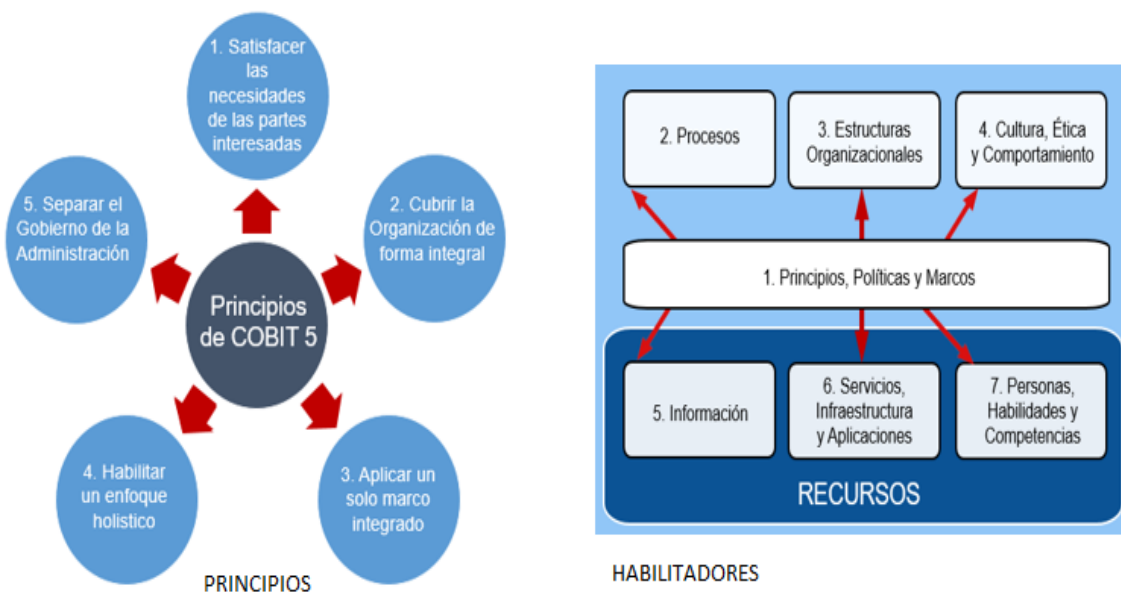 1. Satisfacer
las
necesidades
de las partes
interesadas
2. Cubrir la
Organización de
forma integral
3. Aplicar un
solo marco
integrado
4. Habilitar
un enfoque
holistico
5. Separar el
Gobierno de la
Administración
Principios
de COBIT 5
PRINCIPIOS
2. Procesos
3. Estructuras
Organizacionales
4. Cultura, Ética
y Comportamiento
1. Principios, Políticas y Marcos
5. Información
6. Servicios,
Infraestructura
y Aplicaciones
7. Personas,
Habilidades y
Competencias
RECURSOS
HABILITADORES